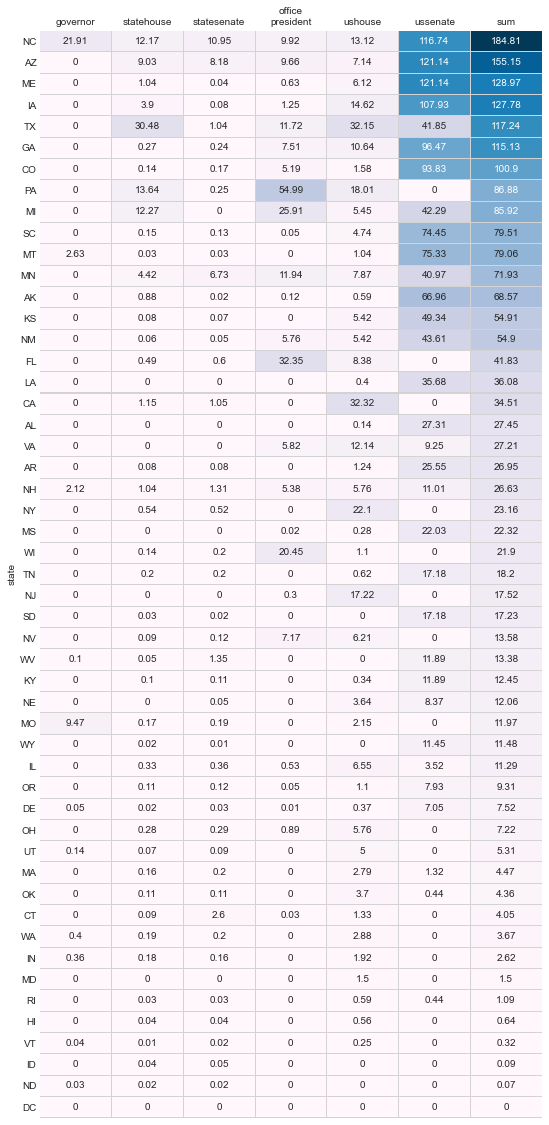 office
governor statehouse statesenate president ushouse ussenate sum
NC 21.91 12.17 10.95 9.92 13.12 116.74 184.81
AZ 0 9.03 8.18 9.66 7.14 121.14 155.15
ME 0 1.04 0.04 0.63 6.12 121.14 128.97
IA 0 3.9 0.08 1.25 14.62 107.93 127.78
TX 0 30.48 1.04 11.72 32.15 41.85 117.24
GA 0 0.27 0.24 7.51 10.64 96.47 115.13
CO 0 0.14 0.17 5.19 1.58 93.83 100.9
PA 0 13.64 0.25 54.99 18.01 0 86.88
MI 0 12.27 0 25.91 5.45 42.29 85.92
SC 0 0.15 0.13 0.05 4.74 74.45 79.51
MT 2.63 0.03 0.03 0 1.04 75.33 79.06
MN 0 4.42 6.73 11.94 7.87 40.97 71.93
AK 0 0.88 0.02 0.12 0.59 66.96 68.57
KS 0 0.08 0.07 0 5.42 49.34 54.91
NM 0 0.06 0.05 5.76 5.42 43.61 54.9
FL 0 0.49 0.6 32.35 8.38 0 41.83
LA 0 0 0 0 0.4 35.68 36.08
CA 0 1.15 1.05 0 32.32 0 34.51
AL 0 0 0 0 0.14 27.31 27.45
VA 0 0 0 5.82 12.14 9.25 27.21
AR 0 0.08 0.08 0 1.24 25.55 26.95
NH 2.12 1.04 1.31 5.38 5.76 11.01 26.63
NY 0 0.54 0.52 0 22.1 0 23.16
MS 0 0 0 0.02 0.28 22.03 22.32
WI 0 0.14 0.2 20.45 1.1 0 21.9
state
TN 0 0.2 0.2 0 0.62 17.18 18.2
NJ 0 0 0 0.3 17.22 0 17.52
SD 0 0.03 0.02 0 0 17.18 17.23
NV 0 0.09 0.12 7.17 6.21 0 13.58
WV 0.1 0.05 1.35 0 0 11.89 13.38
KY 0 0.1 0.11 0 0.34 11.89 12.45
NE 0 0 0.05 0 3.64 8.37 12.06
MO 9.47 0.17 0.19 0 2.15 0 11.97
WY 0 0.02 0.01 0 0 11.45 11.48
IL 0 0.33 0.36 0.53 6.55 3.52 11.29
OR 0 0.11 0.12 0.05 1.1 7.93 9.31
DE 0.05 0.02 0.03 0.01 0.37 7.05 7.52
OH 0 0.28 0.29 0.89 5.76 0 7.22
UT 0.14 0.07 0.09 0 5 0 5.31
MA 0 0.16 0.2 0 2.79 1.32 4.47
OK 0 0.11 0.11 0 3.7 0.44 4.36
CT 0 0.09 2.6 0.03 1.33 0 4.05
WA 0.4 0.19 0.2 0 2.88 0 3.67
IN 0.36 0.18 0.16 0 1.92 0 2.62
MD 0 0 0 0 1.5 0 1.5
RI 0 0.03 0.03 0 0.59 0.44 1.09
HI 0 0.04 0.04 0 0.56 0 0.64
VT 0.04 0.01 0.02 0 0.25 0 0.32
ID 0 0.04 0.05 0 0 0 0.09
ND 0.03 0.02 0.02 0 0 0 0.07
DC 0 0 0 0 0 0 0